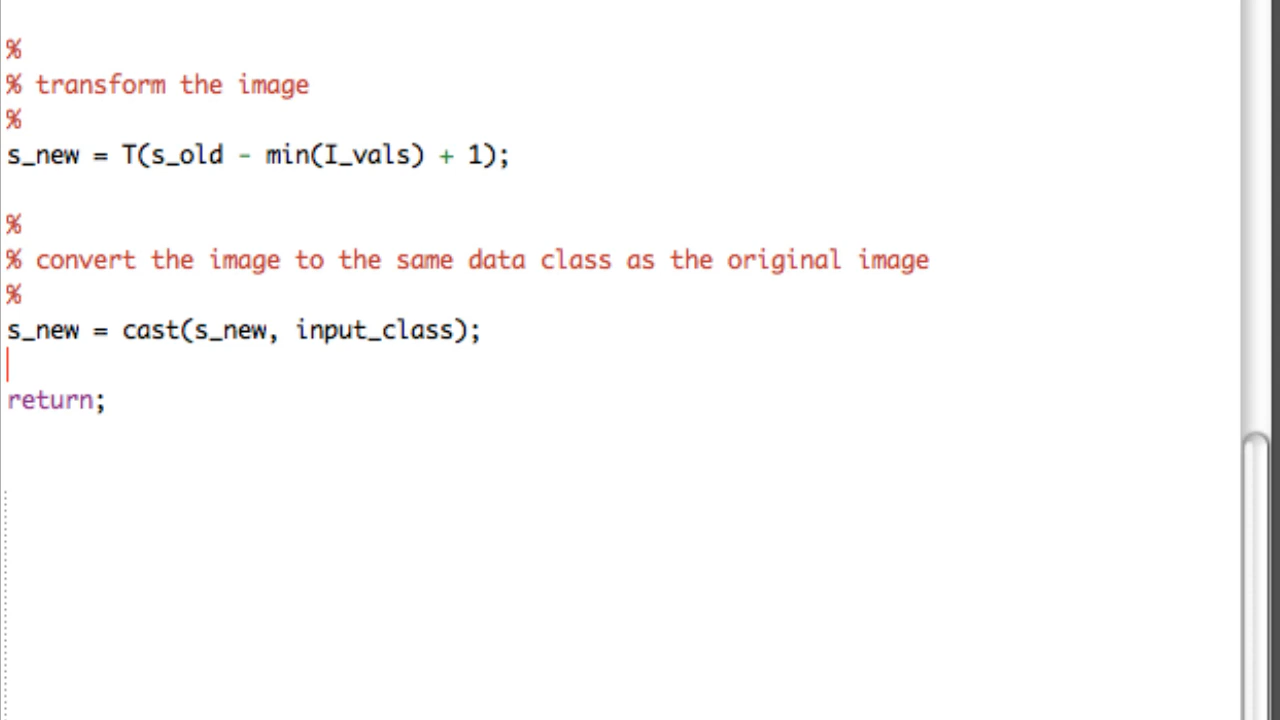 %
% transform the image
%
s_new = T(s_old - min(I_vals) + 1);
%
% convert the image to the same data class as the original image
%
s_new = cast(s_new, input_class);
return;